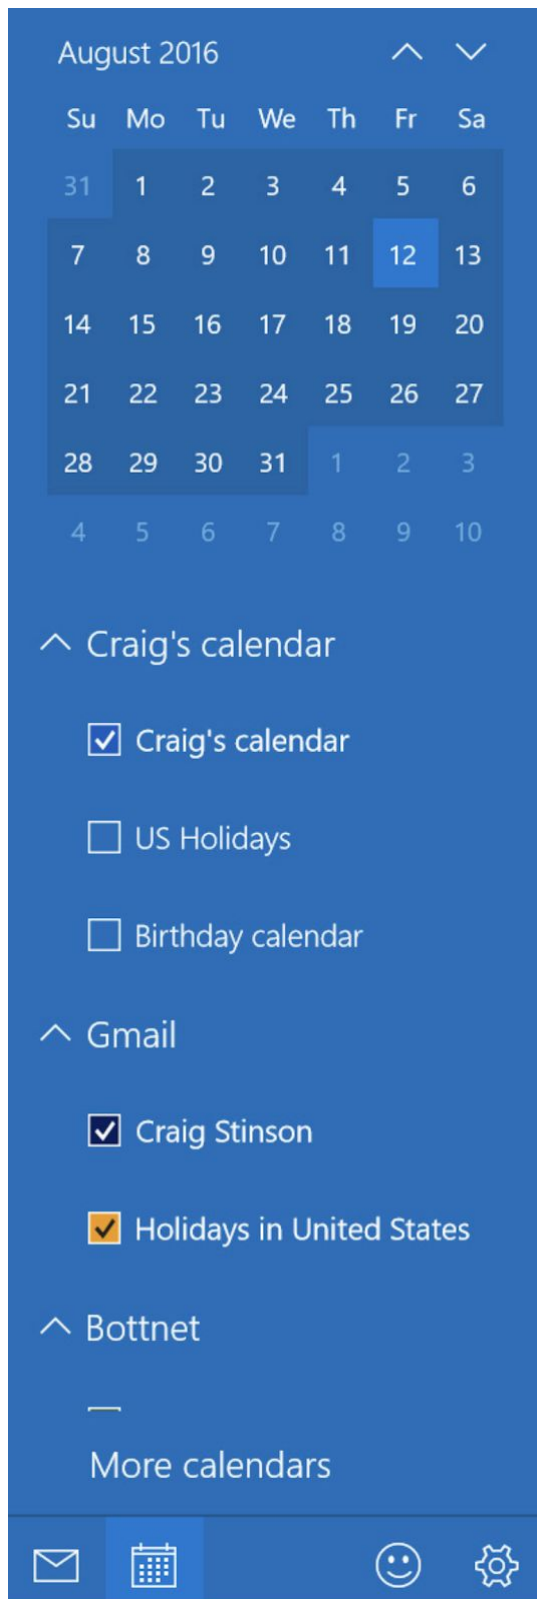 August 2016
Su Mo Tu We Th Fr Sa
31 1 2 3 4 5 6
7 8 9 10 11 12 13
14 15 16 17 18 19 20
21 22 23 24 25 26 27
28 29 30 31 1 2 3
4 5 6 7 8 9 10
Craig's calendar
Craig's calendar
US Holidays
Birthday calendar
Gmail
Craig Stinson
Holidays in United States
Bottnet
More calendars